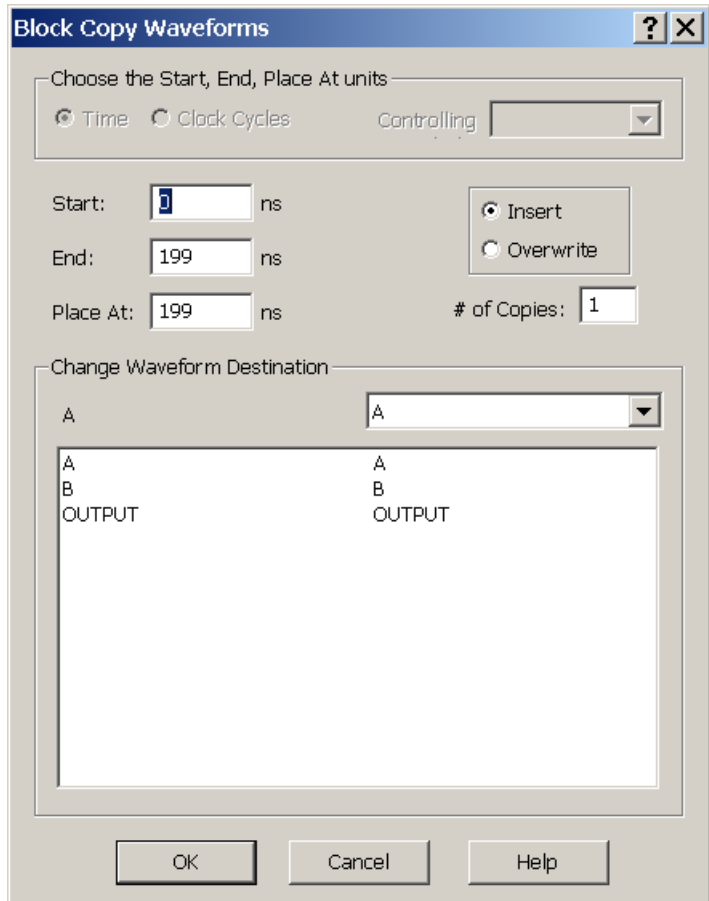 Block Copy Waveforms ? X
Choose the Start, End, Place At units
Time Clock Cycles Controlling
Start: 0 ns Insert
End: 199 ns Overwrite
Place At: 199 ns # of Copies: 1
Change Waveform Destination
A A
A A
B B
OUTPUT OUTPUT
OK Cancel Help